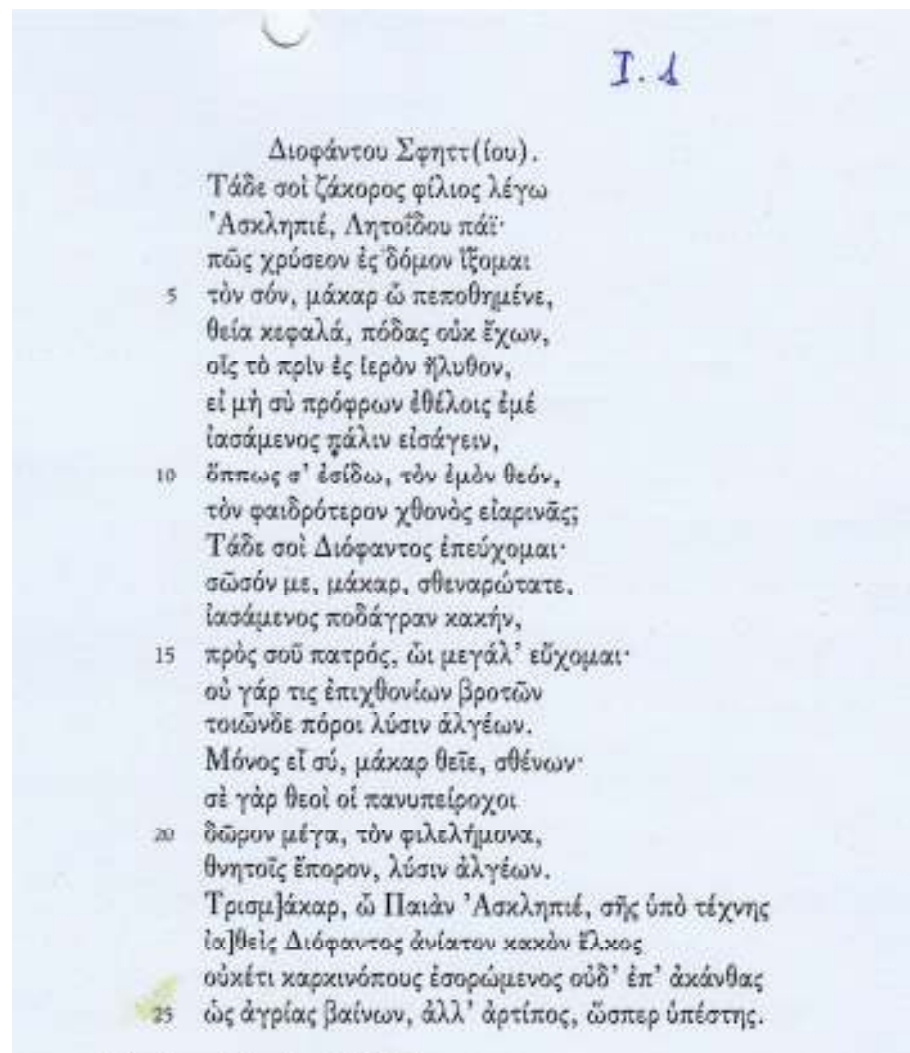 I. 1
Διοφάντου Σφηττ(ίου).
Τάδε σοὶ ζάκορος φίλιος λέγω
Ἀσκληπιέ, Λητοΐδου πάϊ·
πῶς χρύσεον ἐς δόμον ἵξομαι
5 τὸν σόν, μάκαρ ὦ πεποθημένε,
θεία κεφαλά, πόδας οὐκ ἔχων,
οἷς τὸ πρὶν ἐς ἱερὸν ἤλυθον,
εἰ μὴ σὺ πρόφρων ἐθέλοις ἐμέ
ἰασάμενος πάλιν εἰσάγειν,
10 ὅππως σ' ἐσίδω, τὸν ἐμὸν θεόν,
τὸν φαιδρότερον χθονὸς εἰαρινᾶς;
Τάδε σοὶ Διόφαντος ἐπεύχομαι·
σῶσόν με, μάκαρ, σθεναρώτατε,
ἰασάμενος ποδάγραν κακήν,
15 πρὸς σοῦ πατρός, ὧι μεγάλ' εὔχομαι·
οὐ γάρ τις ἐπιχθονίων βροτῶν
τοιῶνδε πόροι λύσιν ἀλγέων.
Μόνος εἶ σύ, μάκαρ θεῖε, σθένων·
σὲ γὰρ θεοὶ οἱ πανυπείροχοι
20 δῶρον μέγα, τὸν φιλελήμονα,
θνητοῖς ἔπορον, λύσιν ἀλγέων.
Τρισμ]άκαρ, ὦ Παιὰν Ἀσκληπιέ, σῆς ὑπὸ τέχνης
ἰα]θεὶς Διόφαντος ἀνίατον κακὸν ἕλκος
οὐκέτι καρκινόπους ἐσορώμενος οὐδ' ἐπ' ἀκάνθας
25 ὡς ἀγρίας βαίνων, ἀλλ' ἀρτίπος, ὥσπερ ὑπέστης.